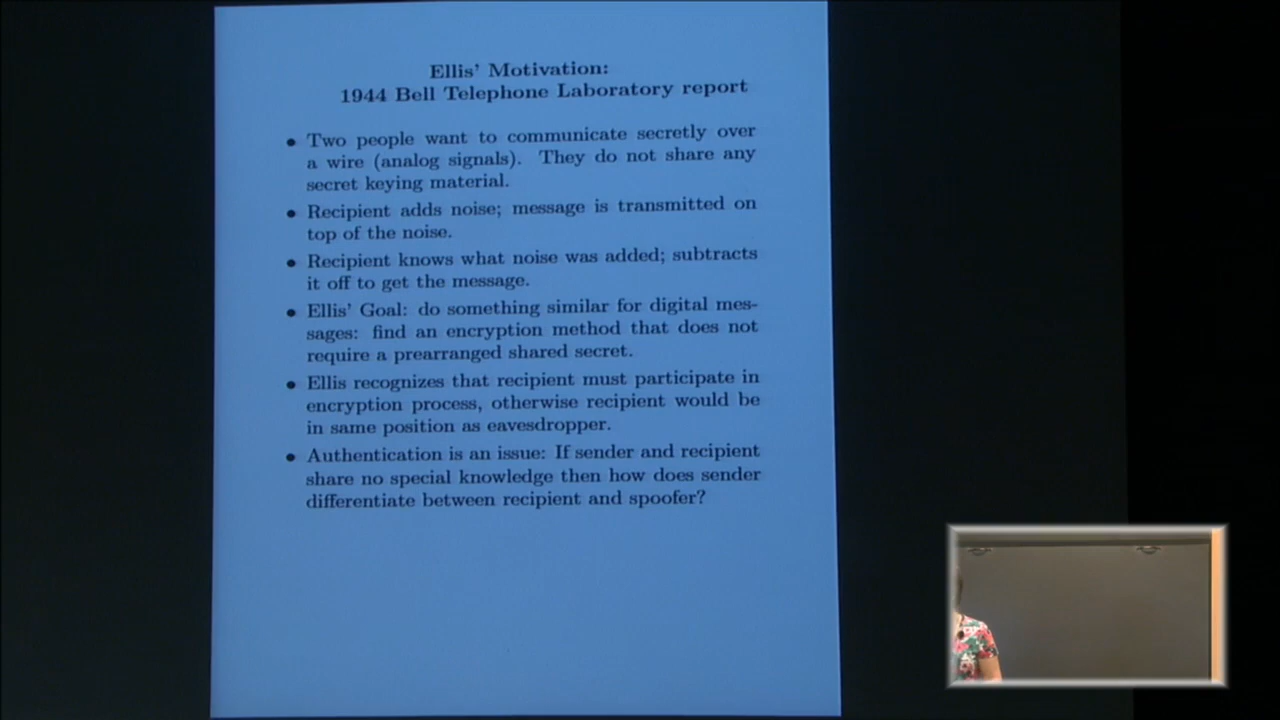 Ellis' Motivation:
1944 Bell Telephone Laboratory report
• Two people want to communicate secretly over
a wire (analog signals). They do not share any
secret keying material.
• Recipient adds noise; message is transmitted on
top of the noise.
• Recipient knows what noise was added; subtracts
it off to get the message.
• Ellis' Goal: do something similar for digital mes-
sages: find an encryption method that does not
require a prearranged shared secret.
• Ellis recognizes that recipient must participate in
encryption process, otherwise recipient would be
in same position as eavesdropper.
• Authentication is an issue: If sender and recipient
share no special knowledge then how does sender
differentiate between recipient and spoofer?